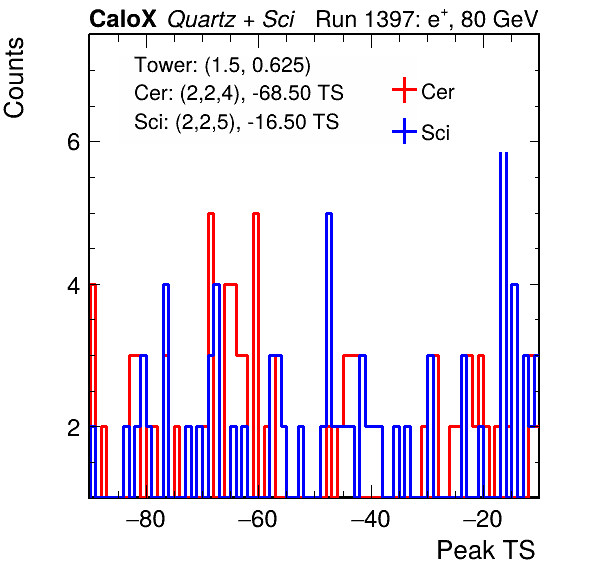 CaloX Quartz + Sci Run 1397: e+, 80 GeV
Counts
Tower: (1.5, 0.625)
Cer: (2,2,4), -68.50 TS
Sci: (2,2,5), -16.50 TS
Cer
Sci
6
4
2
−80 −60 −40 −20
Peak TS